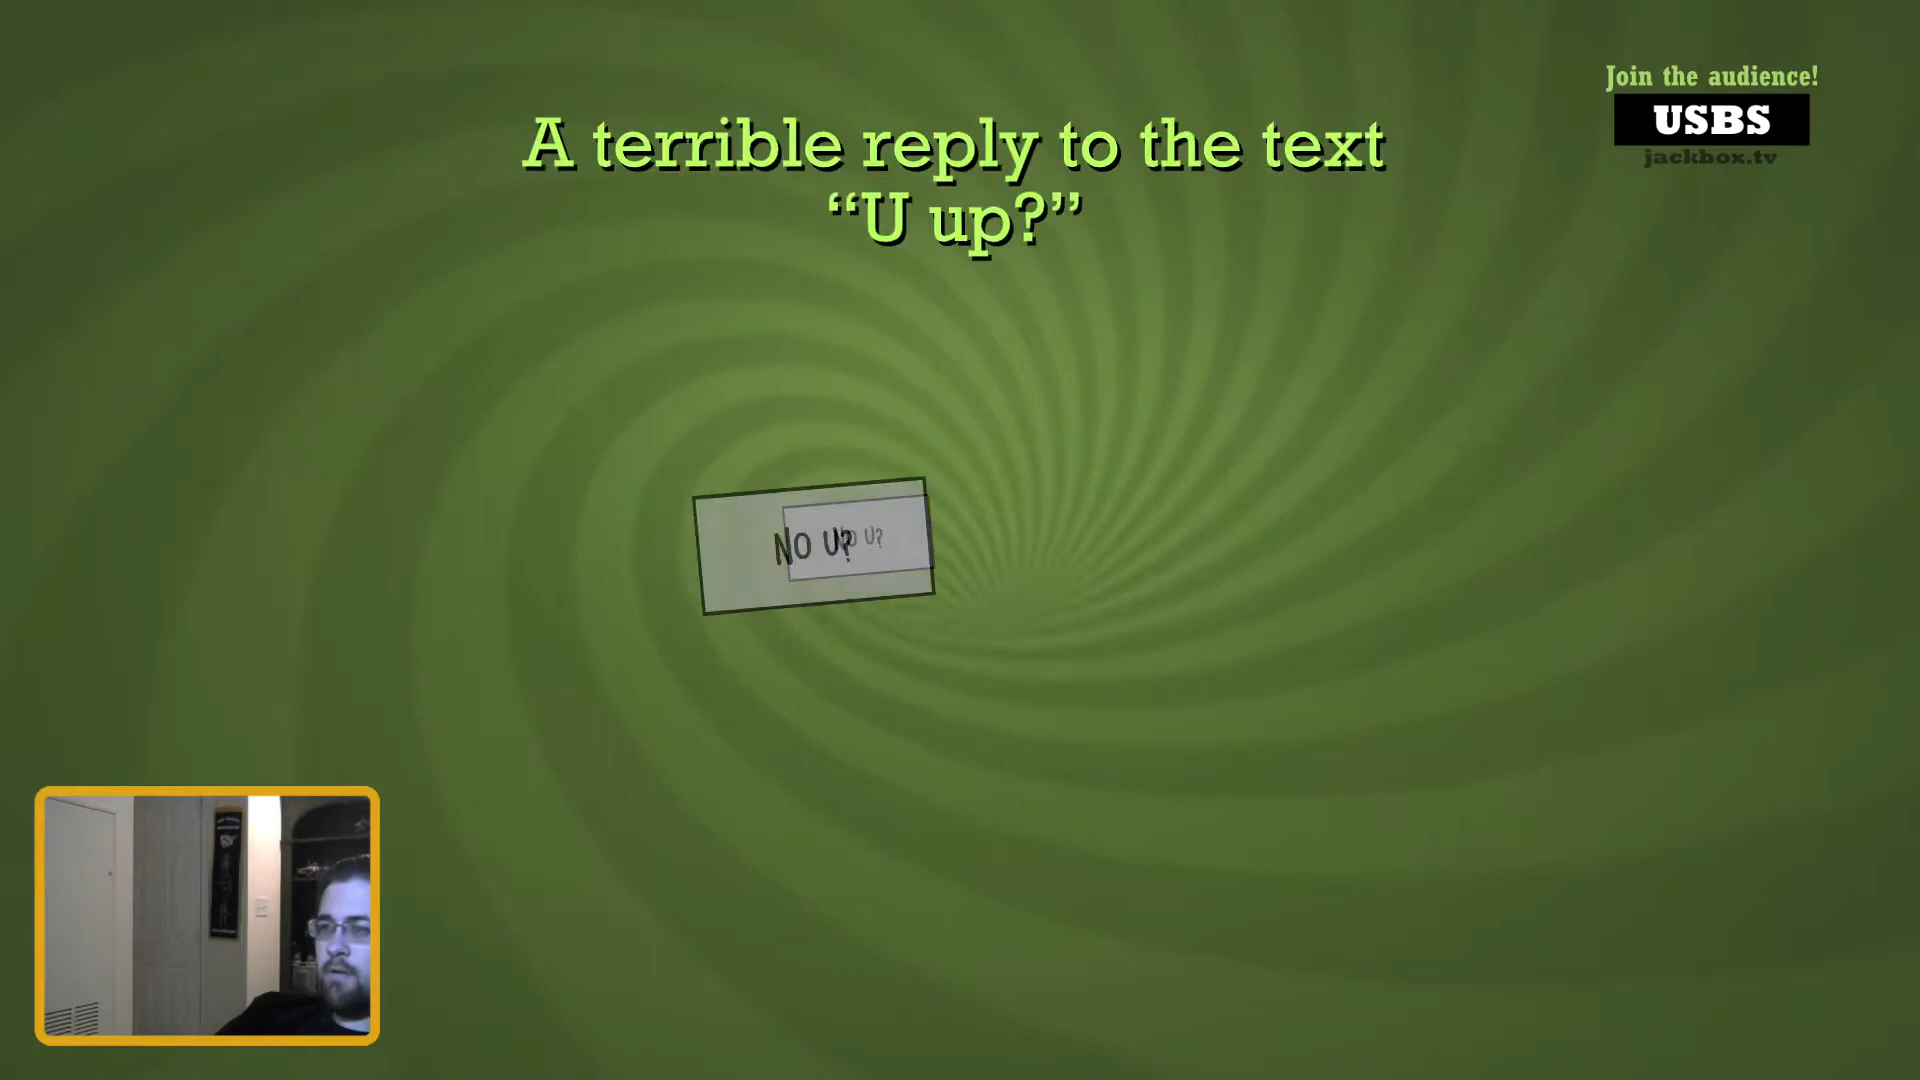 Join the audience!
USBS
jackbox.tv
A terrible reply to the text
“U up?”
NO U?
NO U?